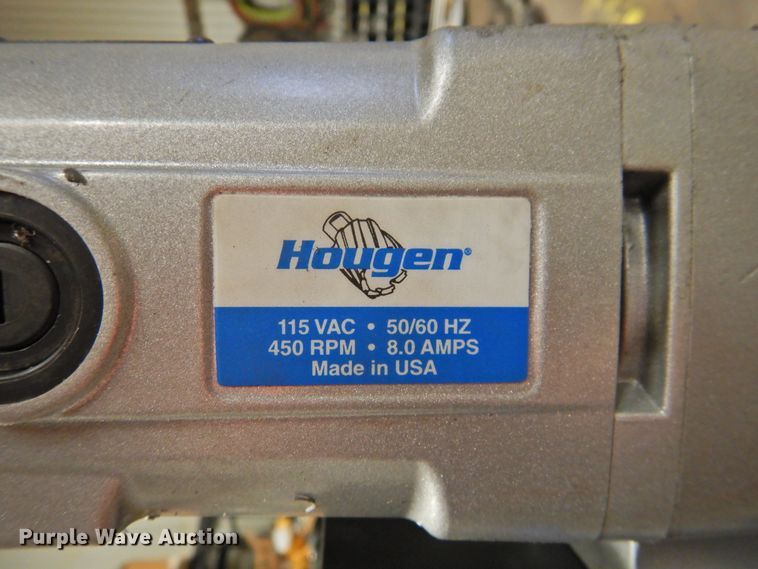 Hougen®
115 VAC • 50/60 HZ
450 RPM • 8.0 AMPS
Made in USA
Purple Wave Auction